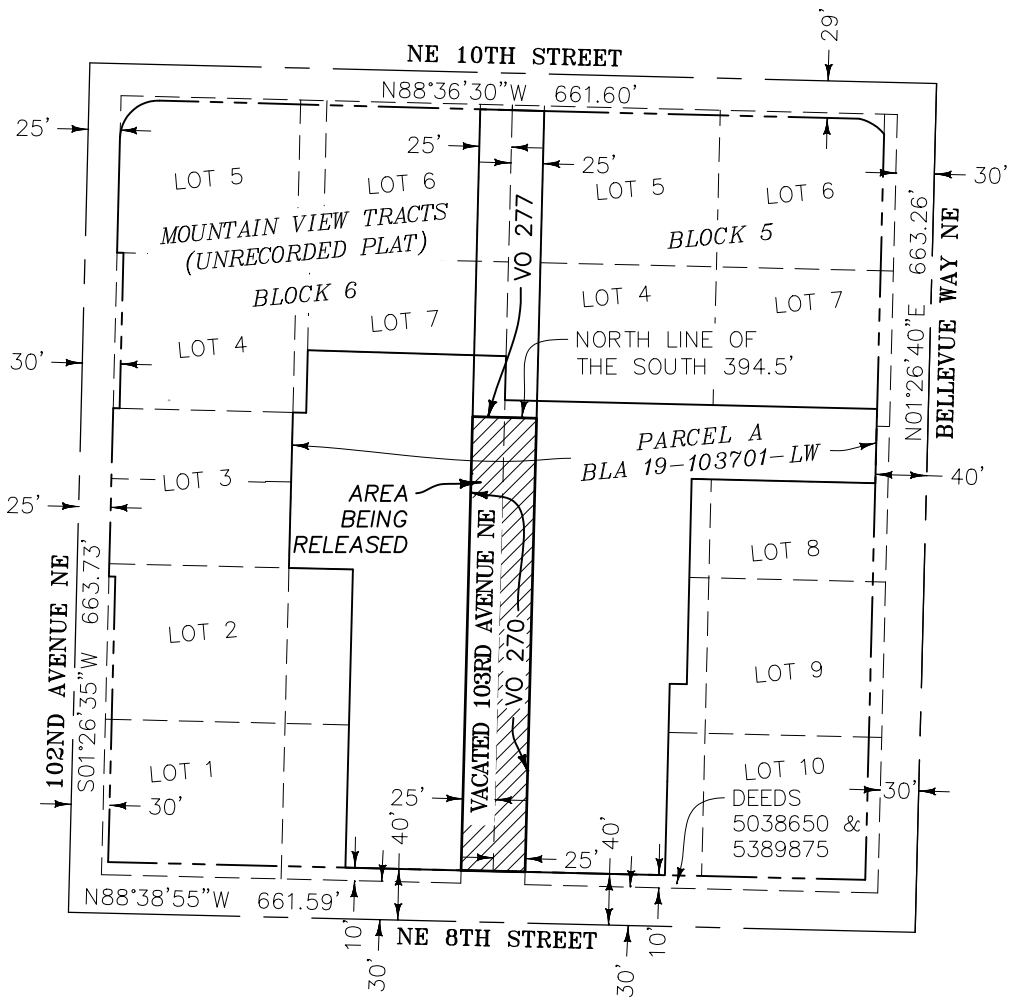 29'
NE 10TH STREET
N88°36'30"W 661.60'
25'
25'
25'
30'
LOT 5
LOT 6
LOT 5
LOT 6
MOUNTAIN VIEW TRACTS
(UNRECORDED PLAT)
BLOCK 6
BLOCK 5
VO 277
N01°26'40"E 663.26'
BELLEVUE WAY NE
LOT 4
LOT 7
LOT 4
LOT 7
NORTH LINE OF
THE SOUTH 394.5'
30'
PARCEL A
BLA 19-103701-LW
LOT 3
25'
40'
AREA
BEING
RELEASED
LOT 8
102ND AVENUE NE
S01°26'35"W 663.73'
LOT 2
VACATED 103RD AVENUE NE
VO 270
LOT 9
LOT 1
LOT 10
30'
25'
30'
DEEDS
5038650 &
5389875
40'
40'
25'
N88°38'55"W 661.59'
10'
30'
NE 8TH STREET
30'
10'